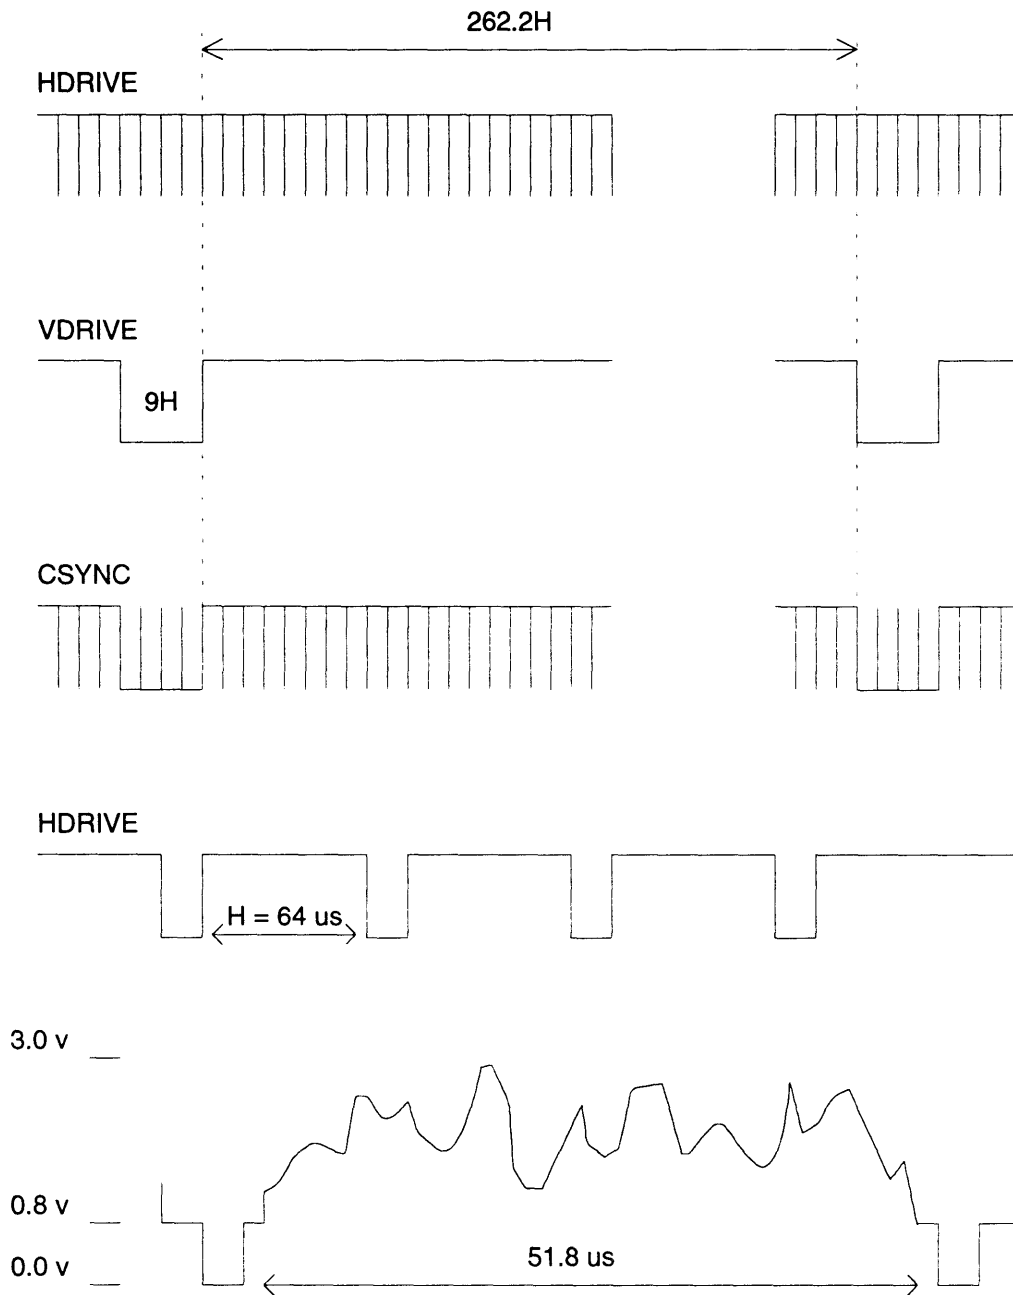 262.2H
HDRIVE
VDRIVE
9H
CSYNC
HDRIVE
H = 64 us
3.0 v
0.8 v
0.0 v
51.8 us